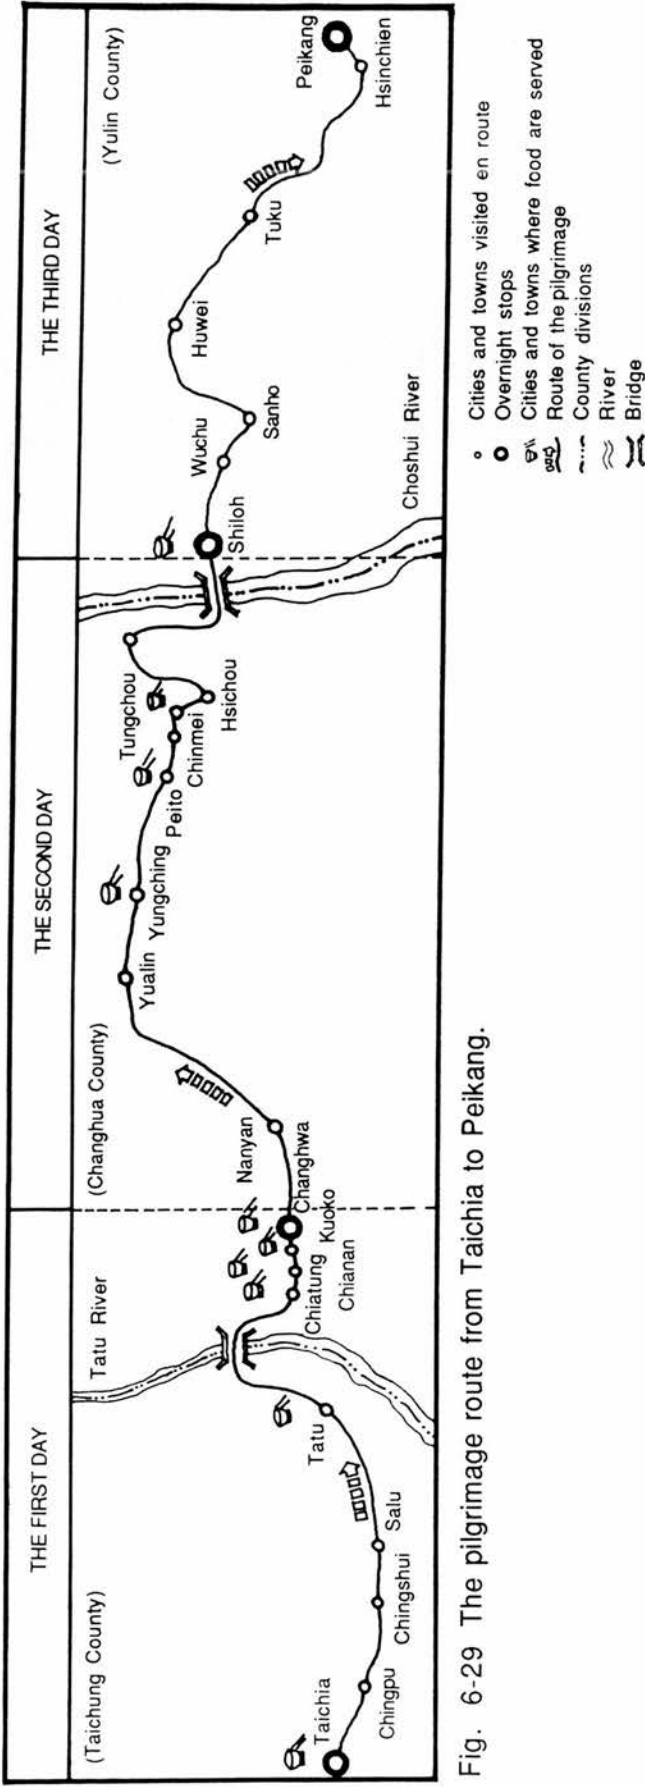 THE FIRST DAY
THE SECOND DAY
THE THIRD DAY
(Taichung County)
Tatu River
(Changhua County)
(Yulin County)
Taichia
Chingpu
Chingshui
Salu
Tatu
Chiatung
Chianan
Kuoko
Changhwa
Nanyan
Yualin
Yungching
Peito
Chinmei
Tungchou
Hsichou
Choshui River
Shiloh
Wuchu
Sanho
Huwei
Tuku
Hsinchien
Peikang
Cities and towns visited en route
Overnight stops
Cities and towns where food are served
Route of the pilgrimage
County divisions
River
Bridge
Fig. 6-29 The pilgrimage route from Taichia to Peikang.